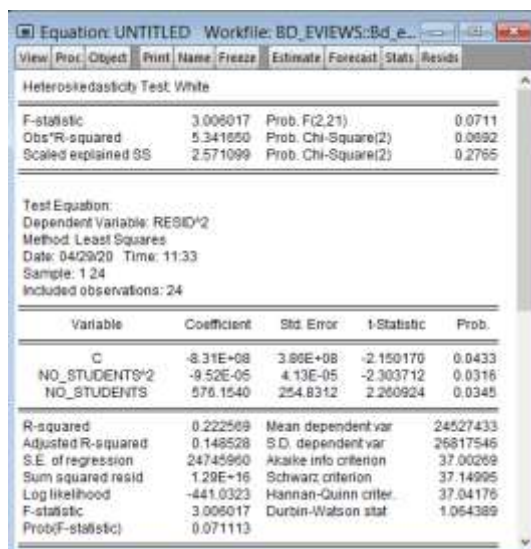 Equation: UNTITLED Workfile: BD_EVIEWS::Bd_e...
View Proc Object Print Name Freeze Estimate Forecast Stats Resids
Heteroskedasticity Test: White
F-statistic 3.006017 Prob. F(2,21) 0.0711
Obs*R-squared 5.341650 Prob. Chi-Square(2) 0.0692
Scaled explained SS 2.571099 Prob. Chi-Square(2) 0.2765
Test Equation:
Dependent Variable: RESID^2
Method: Least Squares
Date: 04/29/20 Time: 11:33
Sample: 1 24
Included observations: 24
Variable Coefficient Std. Error t-Statistic Prob.
C -8.31E+08 3.86E+08 -2.150170 0.0433
NO_STUDENTS^2 -9.52E-05 4.13E-05 -2.303712 0.0316
NO_STUDENTS 576.1540 254.8312 2.260924 0.0345
R-squared 0.222569 Mean dependent var 24527433
Adjusted R-squared 0.148528 S.D. dependent var 26817546
S.E. of regression 24745960 Akaike info criterion 37.00269
Sum squared resid 1.29E+16 Schwarz criterion 37.14995
Log likelihood -441.0323 Hannan-Quinn criter. 37.04176
F-statistic 3.006017 Durbin-Watson stat 1.064389
Prob(F-statistic) 0.071113